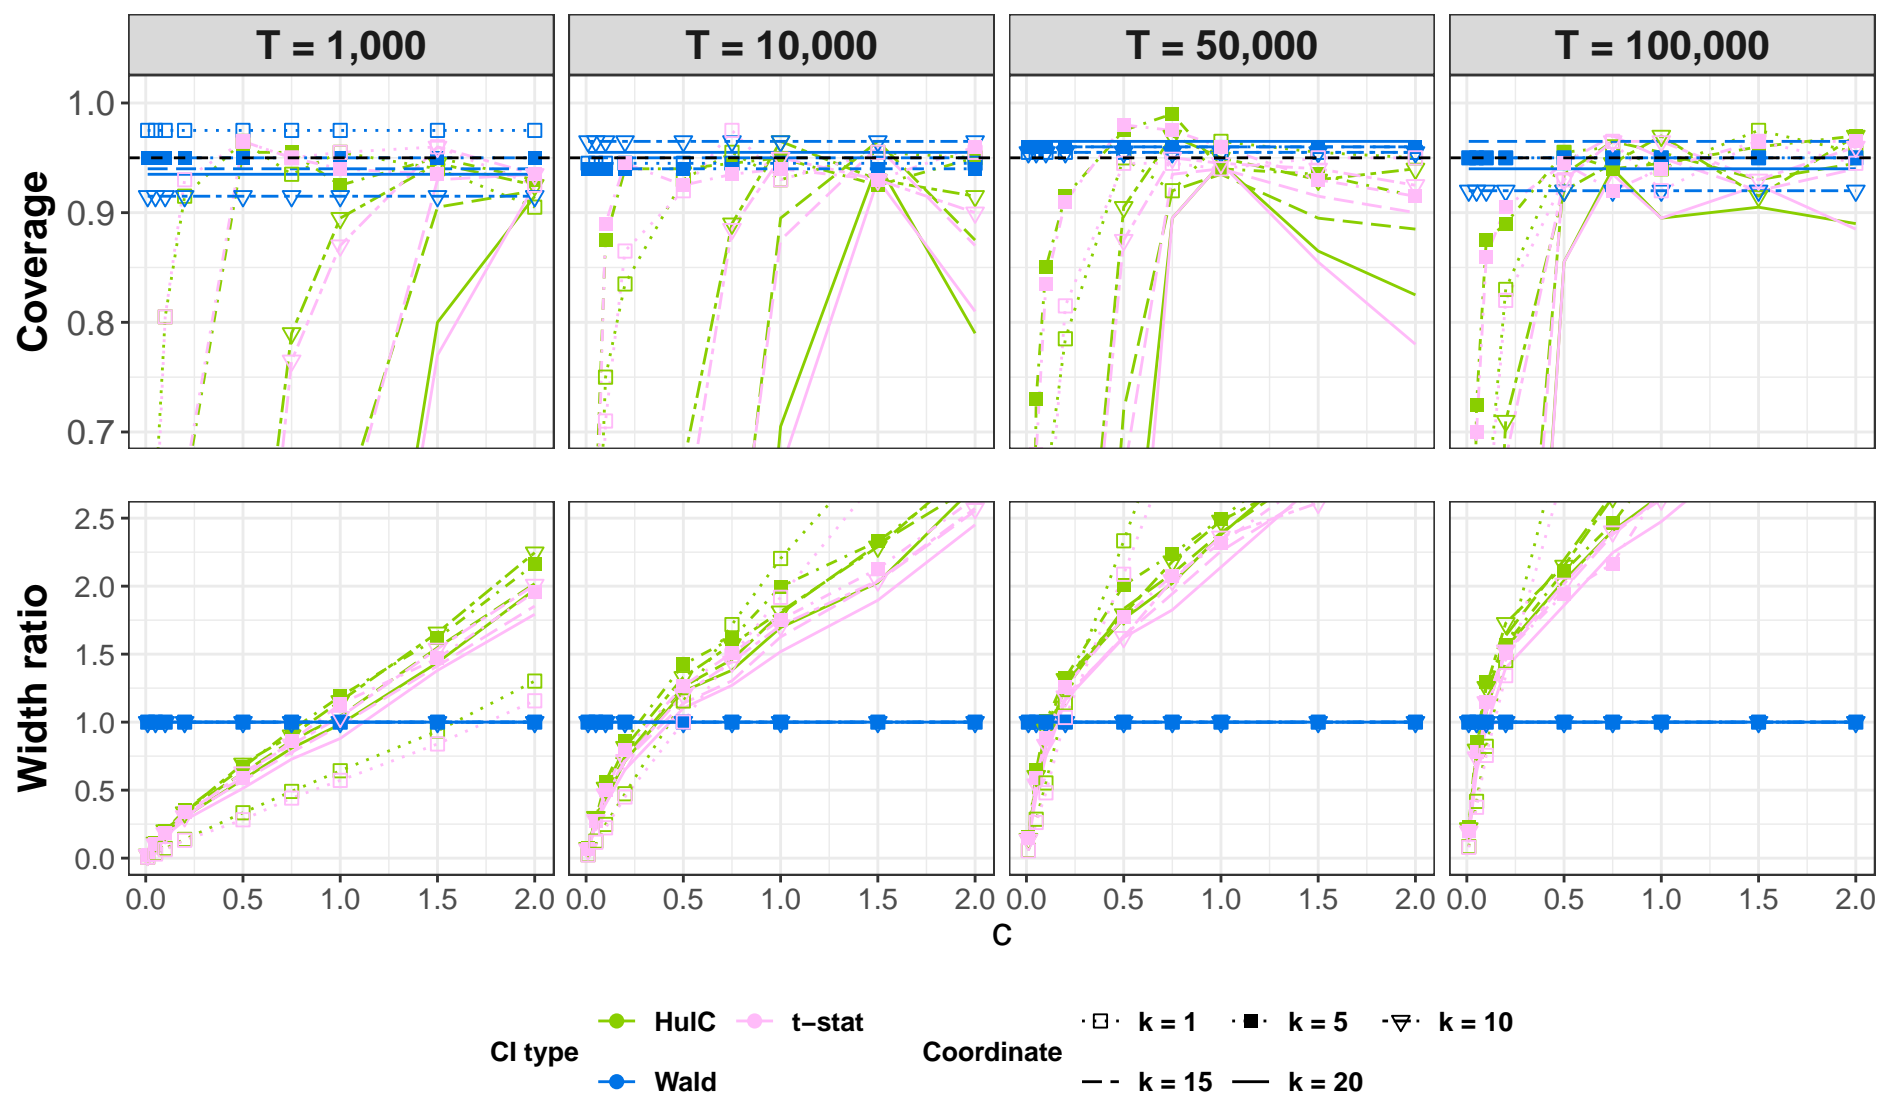 T = 1,000 T = 10,000 T = 50,000 T = 100,000
Coverage
1.0
0.9
0.8
0.7
Width ratio
2.5
2.0
1.5
1.0
0.5
0.0
0.0 0.5 1.0 1.5 2.0 0.0 0.5 1.0 1.5 2.0 0.0 0.5 1.0 1.5 2.0 0.0 0.5 1.0 1.5 2.0
c
CI type
HulC t−stat
Wald
Coordinate
k = 1 k = 5 k = 10
k = 15 k = 20